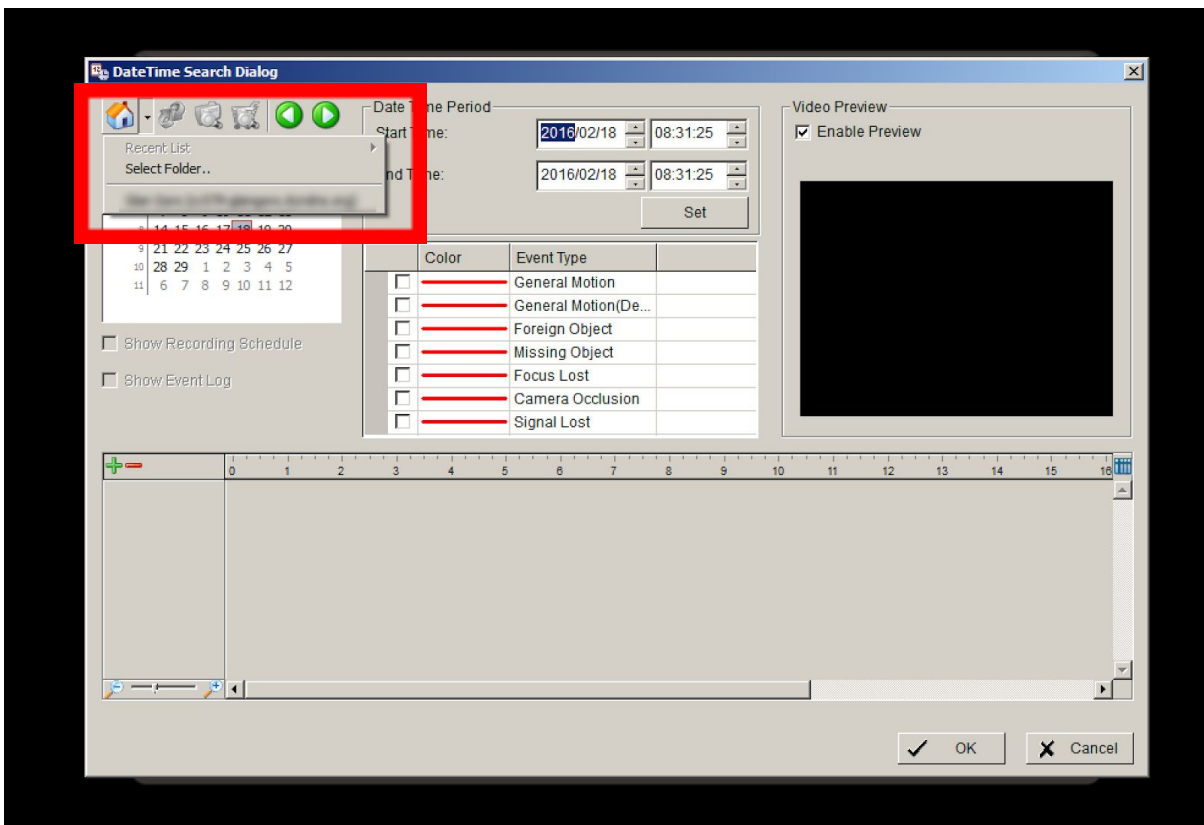 DateTime Search Dialog
Recent List
Select Folder..
14 15 16 17 18 19 20
9 21 22 23 24 25 26 27
10 28 29 1 2 3 4 5
11 6 7 8 9 10 11 12
Show Recording Schedule
Show Event Log
Date Time Period
Start Time:
2016/02/18 08:31:25
End Time:
2016/02/18 08:31:25
Set
Color Event Type
General Motion
General Motion(De...
Foreign Object
Missing Object
Focus Lost
Camera Occlusion
Signal Lost
Video Preview
Enable Preview
0 1 2 3 4 5 6 7 8 9 10 11 12 13 14 15 16
OK Cancel